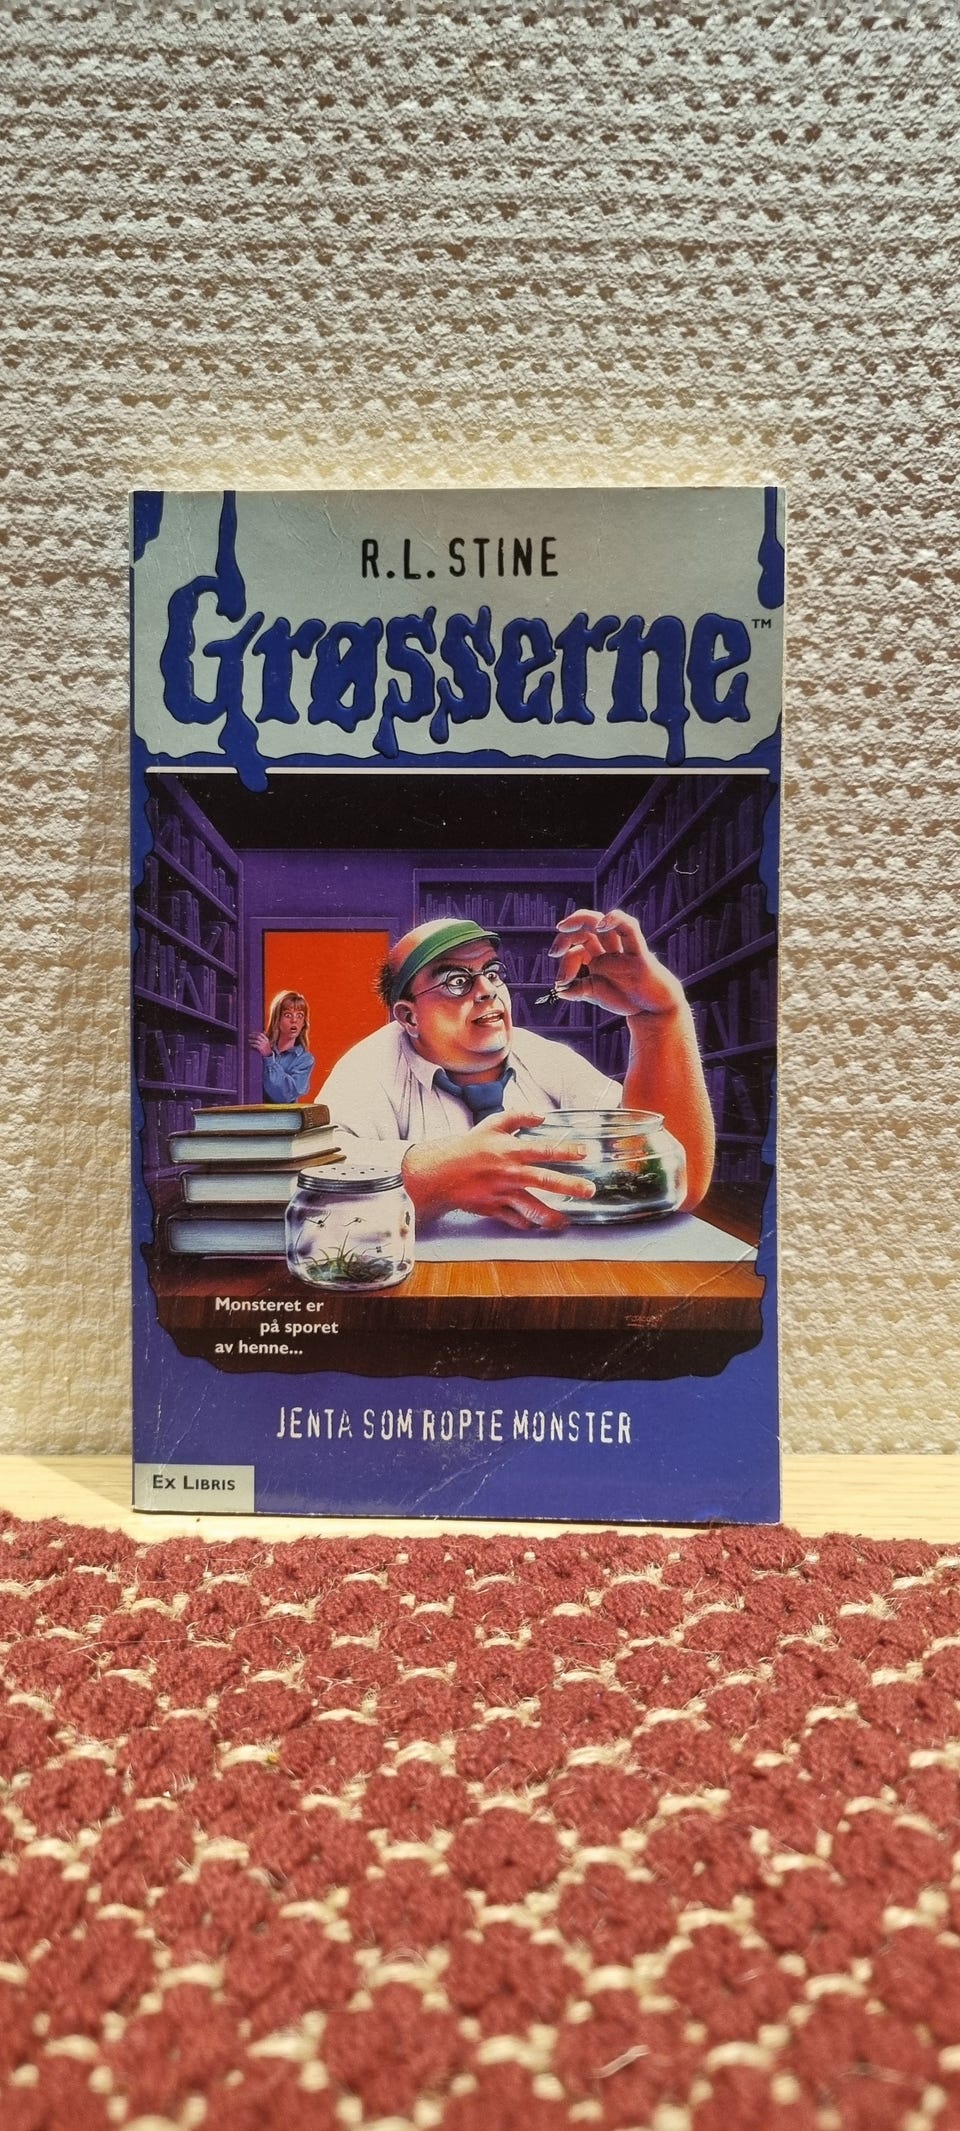 R.L. STINE
Grøsserne™
Monsteret er
på sporet
av henne...
JENTA SOM ROPTE MONSTER
EX LIBRIS